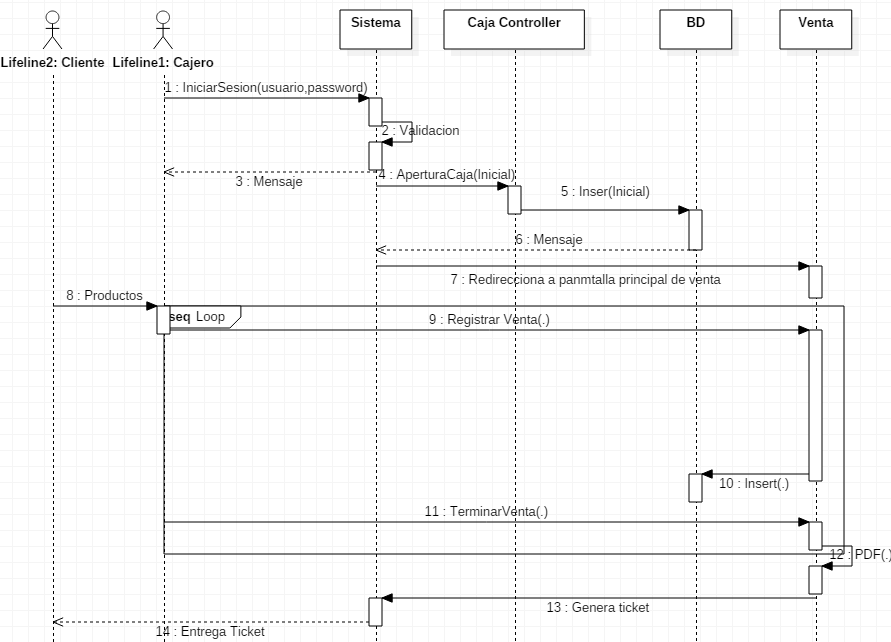 Sistema
Caja Controller
BD
Venta
Lifeline2: Cliente
Lifeline1: Cajero
1 : IniciarSesion(usuario,password)
2 : Validacion
3 : Mensaje
4 : AperturaCaja(Inicial)
5 : Inser(Inicial)
6 : Mensaje
7 : Redirecciona a panmtalla principal de venta
8 : Productos
seq Loop
9 : Registrar Venta(.)
10 : Insert(.)
11 : TerminarVenta(.)
12 : PDF(.)
13 : Genera ticket
14 : Entrega Ticket